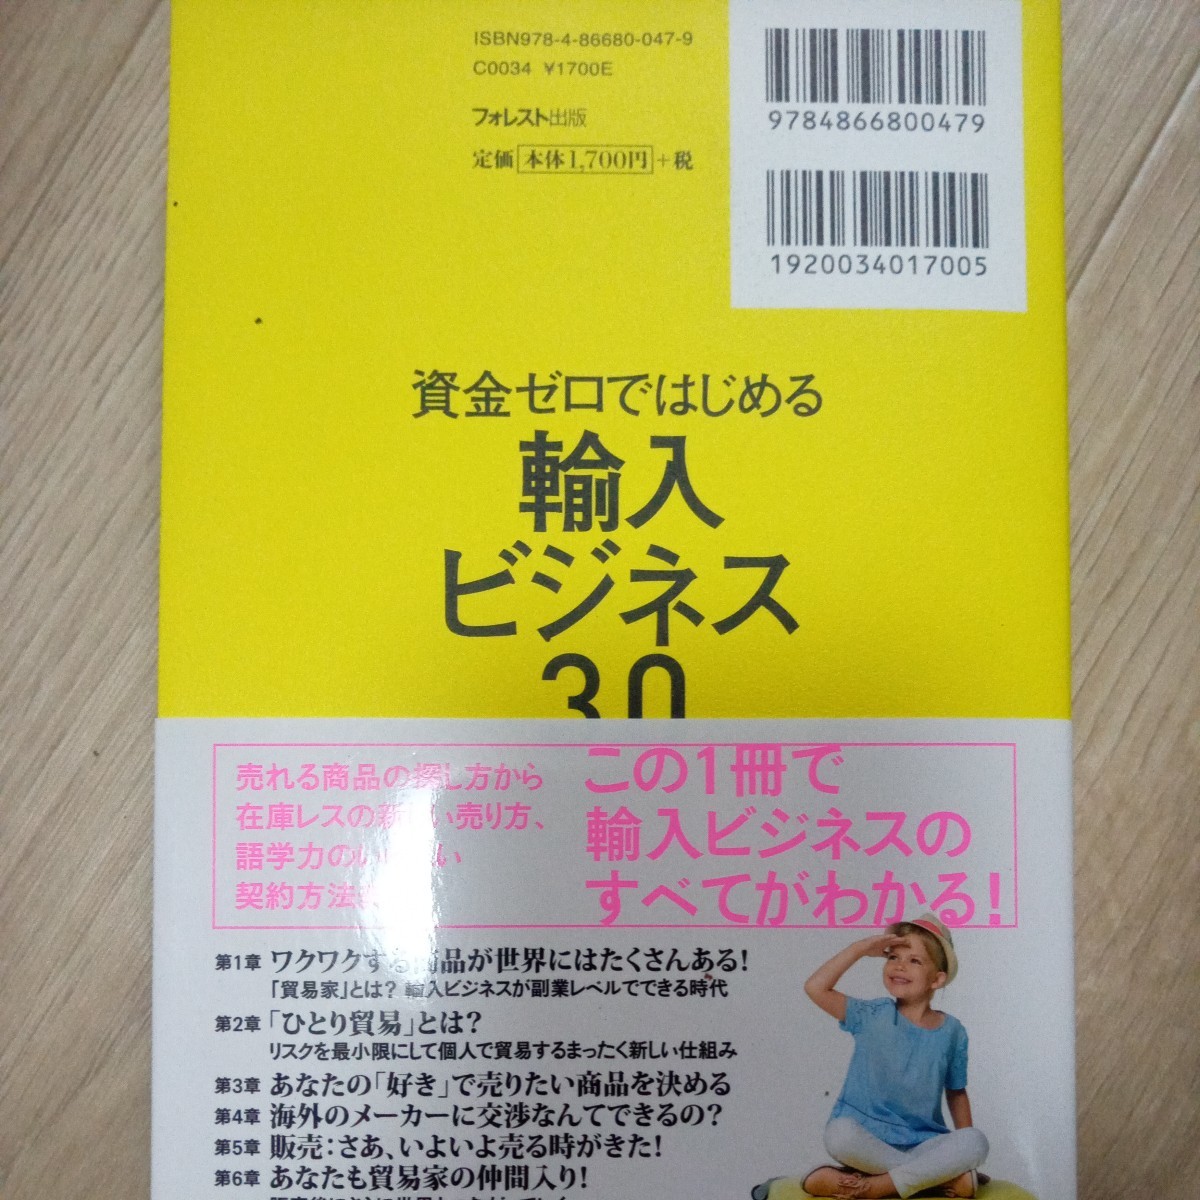 ISBN978-4-86680-047-9
C0034 ¥1700E
フォレスト出版
定価 本体1,700円 +税
9784866800479
1920034017005
資金ゼロではじめる
輸入
ビジネス
3.0
売れる商品の探し方から
在庫レスの新しい売り方、
語学力のい
い
契約方法
この1冊で
輸入ビジネスの
すべてがわかる!
第1章 ワクワクする商品が世界にはたくさんある!
「貿易家」とは? 輸入ビジネスが副業レベルでできる時代
第2章 「ひとり貿易」とは?
リスクを最小限にして個人で貿易するまったく新しい仕組み
第3章 あなたの「好き」で売りたい商品を決める
第4章 海外のメーカーに交渉なんてできるの?
第5章 販売:さあ、いよいよ売る時がきた!
第6章 あなたも貿易家の仲間入り!